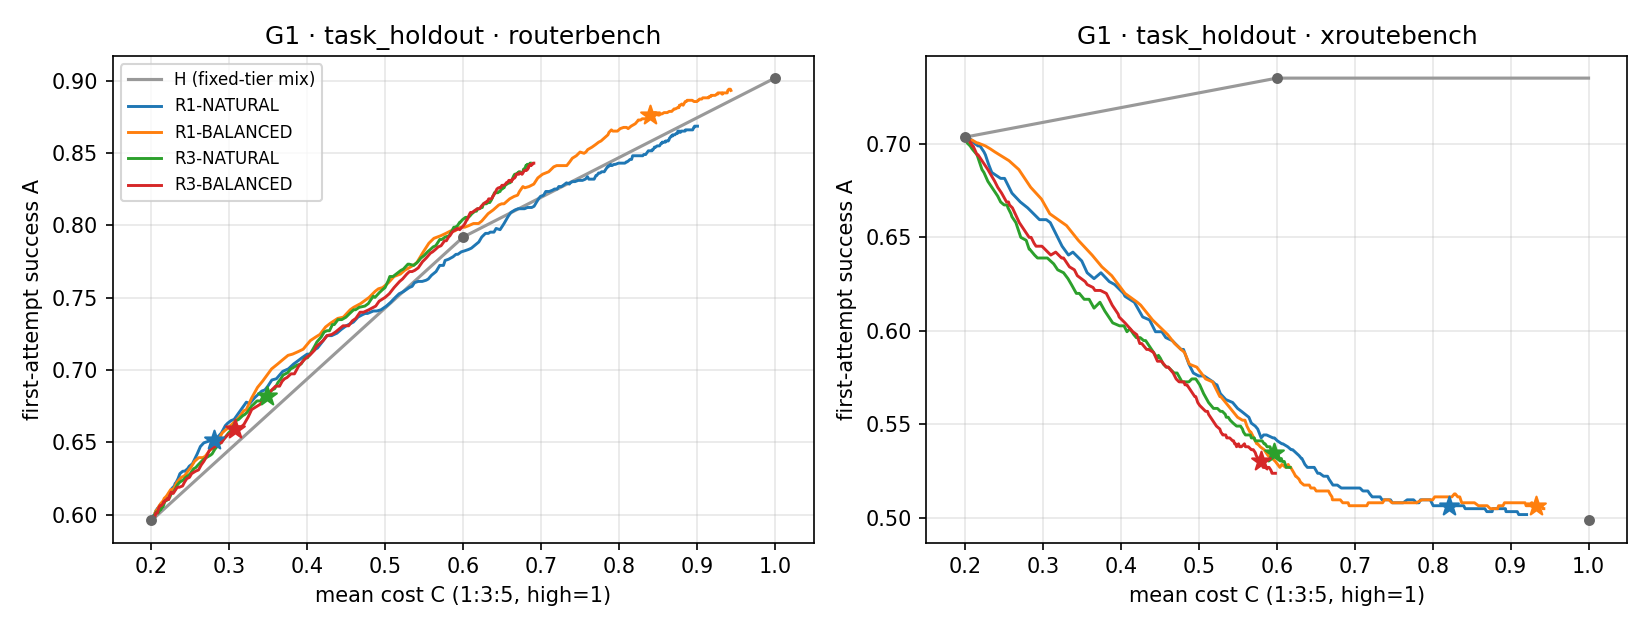 G1 · task_holdout · routerbench
H (fixed-tier mix)
R1-NATURAL
R1-BALANCED
R3-NATURAL
R3-BALANCED
first-attempt success A
0.90
0.85
0.80
0.75
0.70
0.65
0.60
0.2 0.3 0.4 0.5 0.6 0.7 0.8 0.9 1.0
mean cost C (1:3:5, high=1)
G1 · task_holdout · xroutebench
first-attempt success A
0.70
0.65
0.60
0.55
0.50
0.2 0.3 0.4 0.5 0.6 0.7 0.8 0.9 1.0
mean cost C (1:3:5, high=1)